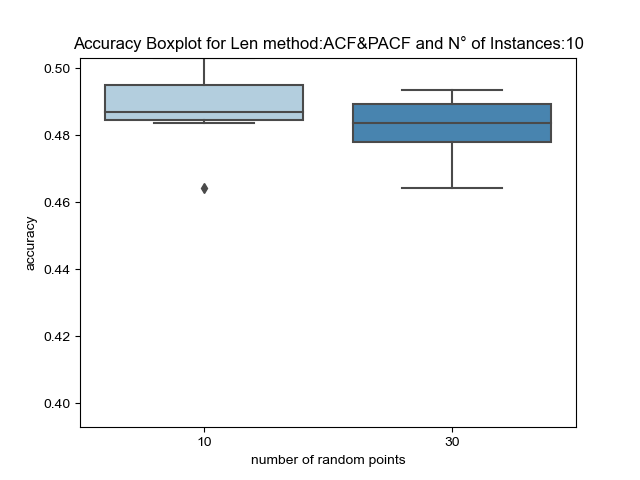 Accuracy Boxplot for Len method:ACF&PACF and N° of Instances:10
0.50
0.48
0.46
0.44
0.42
0.40
accuracy
10
30
number of random points